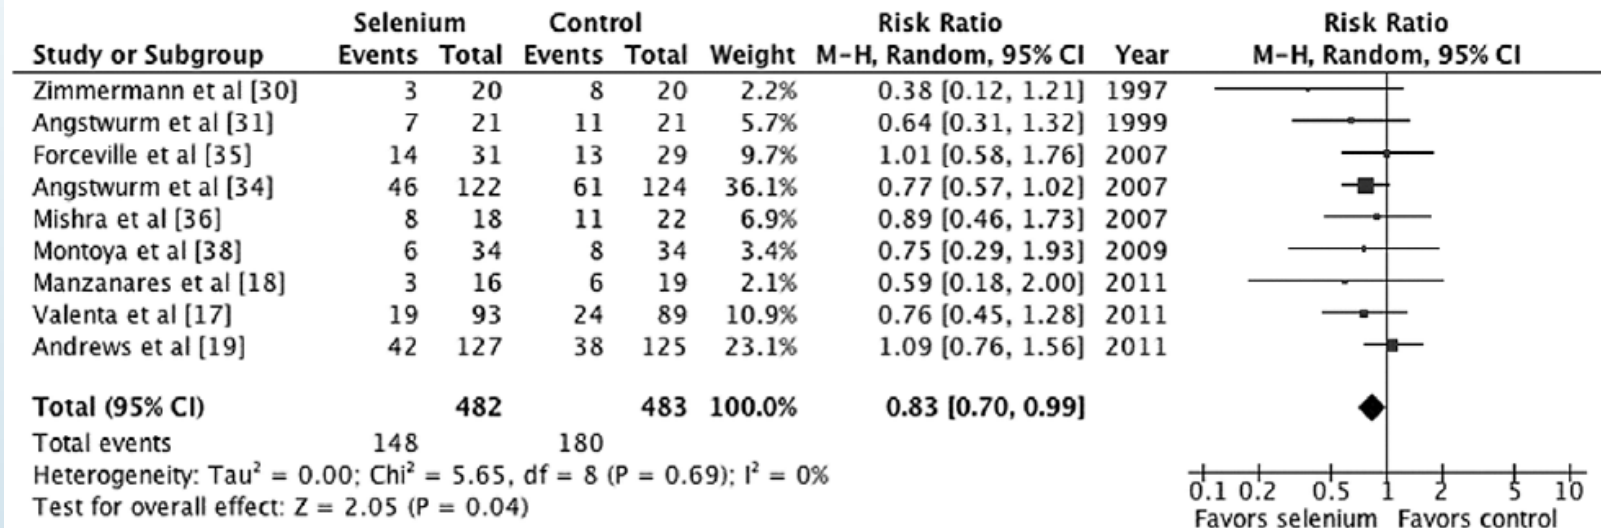 Selenium Control Risk Ratio Risk Ratio
Study or Subgroup Events Total Events Total Weight M-H, Random, 95% CI Year M-H, Random, 95% CI
Zimmermann et al [30] 3 20 8 20 2.2% 0.38 [0.12, 1.21] 1997
Angstwurm et al [31] 7 21 11 21 5.7% 0.64 [0.31, 1.32] 1999
Forceville et al [35] 14 31 13 29 9.7% 1.01 [0.58, 1.76] 2007
Angstwurm et al [34] 46 122 61 124 36.1% 0.77 [0.57, 1.02] 2007
Mishra et al [36] 8 18 11 22 6.9% 0.89 [0.46, 1.73] 2007
Montoya et al [38] 6 34 8 34 3.4% 0.75 [0.29, 1.93] 2009
Manzanares et al [18] 3 16 6 19 2.1% 0.59 [0.18, 2.00] 2011
Valenta et al [17] 19 93 24 89 10.9% 0.76 [0.45, 1.28] 2011
Andrews et al [19] 42 127 38 125 23.1% 1.09 [0.76, 1.56] 2011
Total (95% CI) 482 483 100.0% 0.83 [0.70, 0.99]
Total events 148 180
Heterogeneity: Tau² = 0.00; Chi² = 5.65, df = 8 (P = 0.69); I² = 0%
Test for overall effect: Z = 2.05 (P = 0.04)
0.1 0.2 0.5 1 2 5 10
Favors selenium Favors control